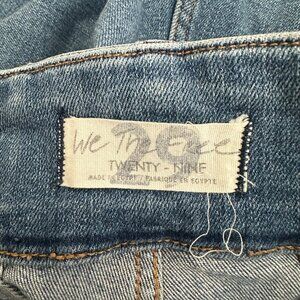 We The Free
29
TWENTY - NINE
MADE IN EGYPT / FABRIQUÉ EN EGYPTE